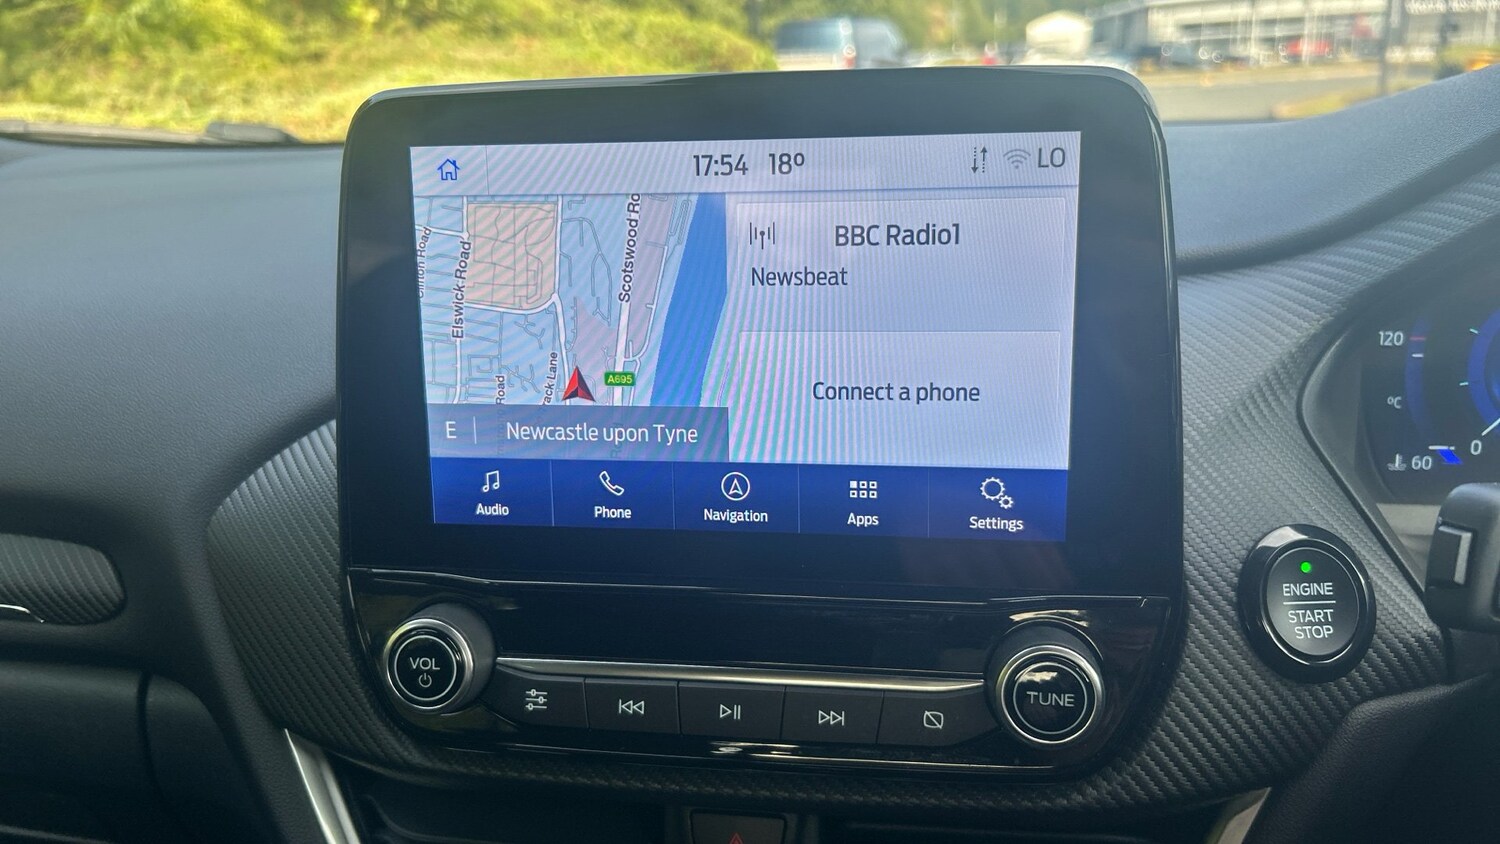 17:54 18°
LO
Clifton Road
Elswick Road
Scotswood Ro
BBC Radio1
Newsbeat
A695
ack Lane
Road
Connect a phone
E
Newcastle upon Tyne
Audio
Phone
Navigation
Apps
Settings
120
°C
60
0
ENGINE
START
STOP
VOL
TUNE